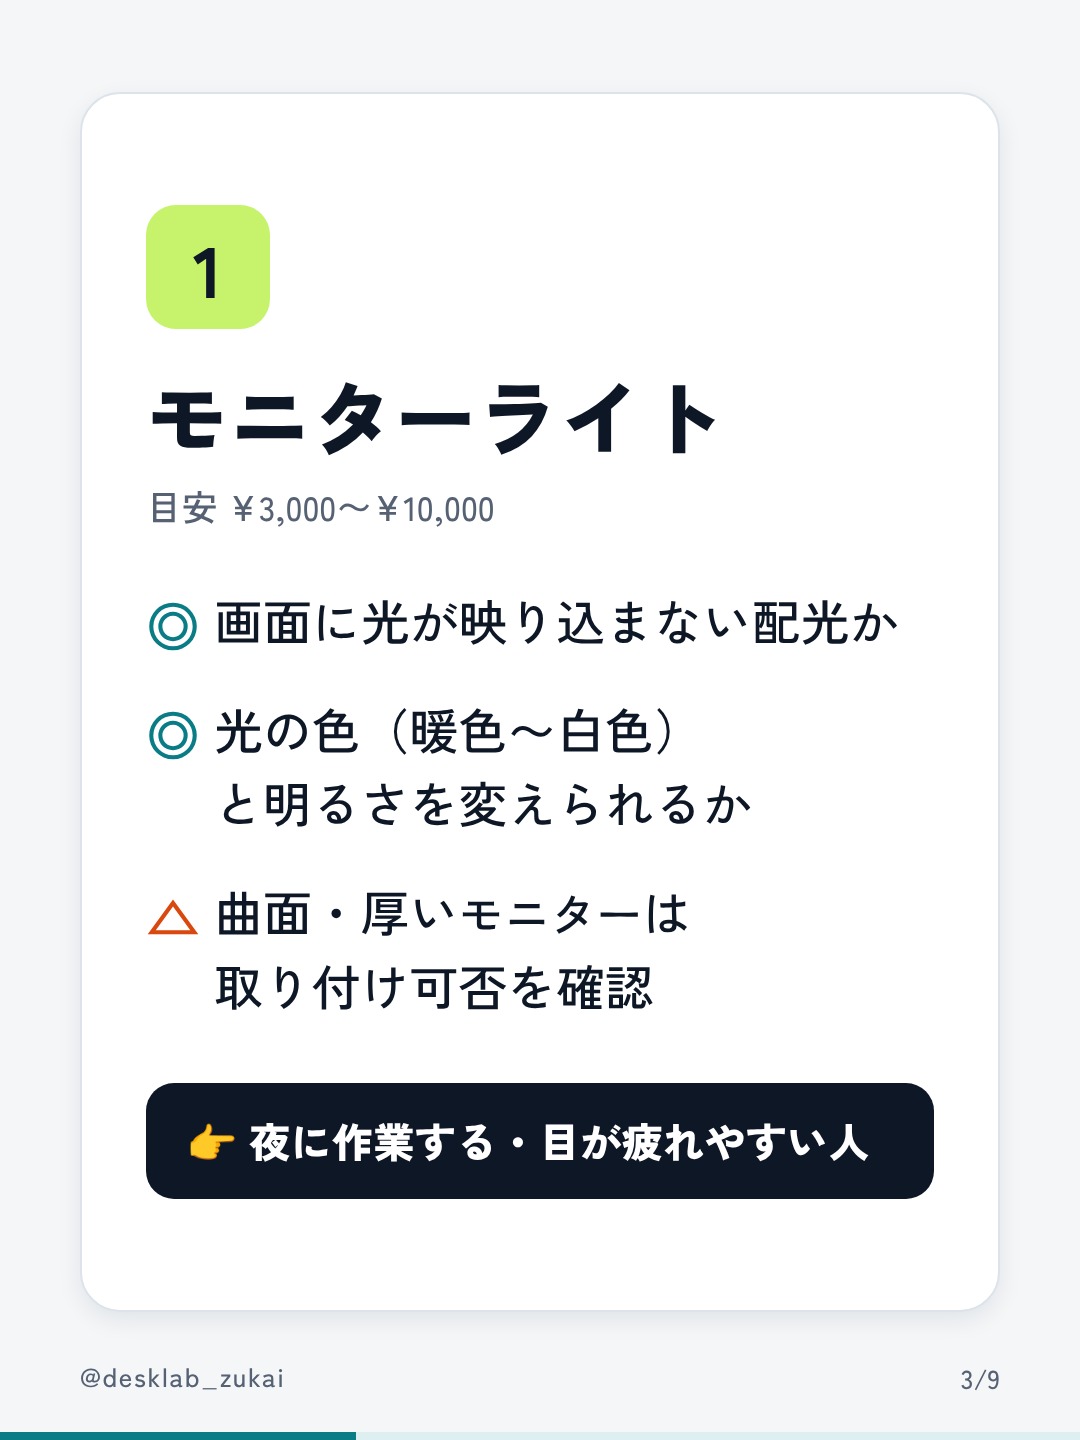 1
モニターライト
目安 ¥3,000〜¥10,000
◎ 画面に光が映り込まない配光か
◎ 光の色（暖色〜白色）
と明るさを変えられるか
△ 曲面・厚いモニターは
取り付け可否を確認
👉 夜に作業する・目が疲れやすい人
@desklab_zukai
3/9